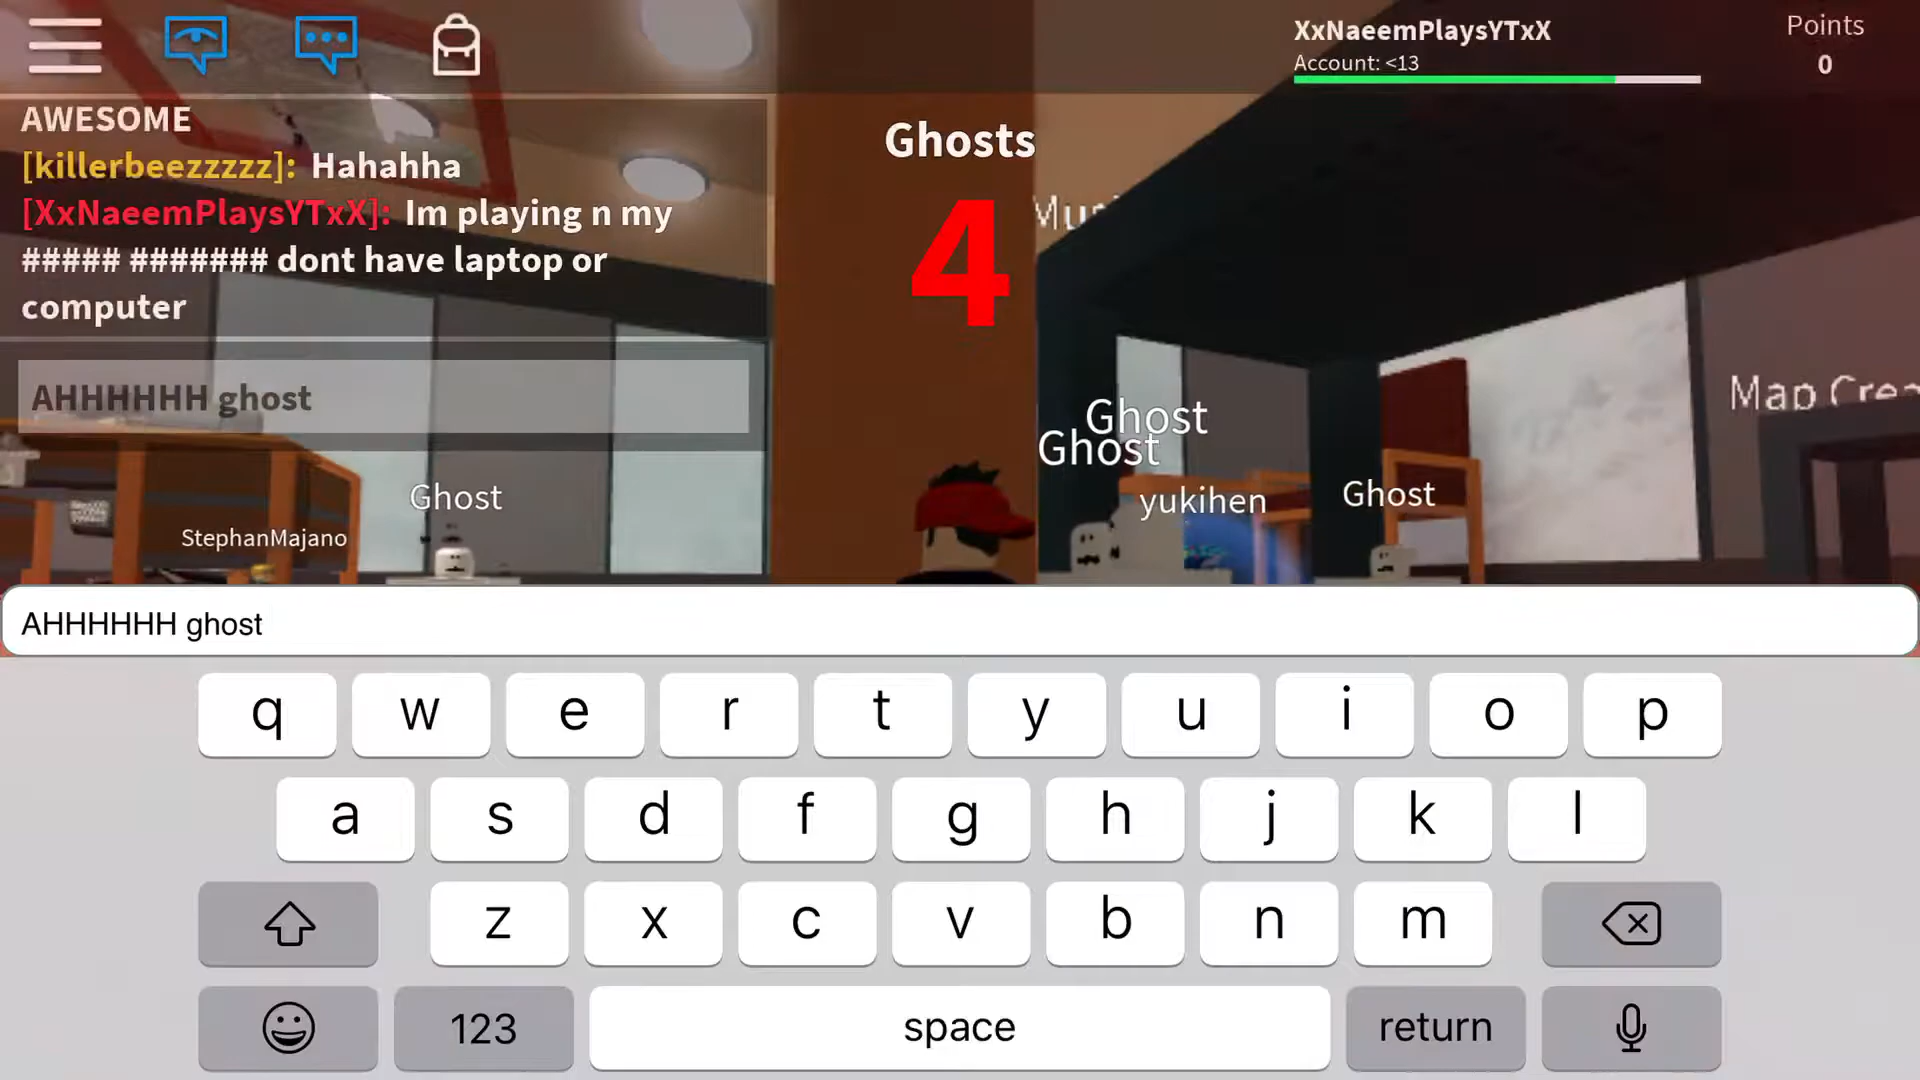 XxNaeemPlaysYTxX
Account: <13
Points
0
AWESOME
[killerbeezzzzz]: Hahahha
[XxNaeemPlaysYTxX]: Im playing n my
##### ####### dont have laptop or
computer
AHHHHHH ghost
Ghosts
4
Map
Ghost
Ghost
Ghost
yukihen
Ghost
StephanMajano
AHHHHHH ghost
q w e r t y u i o p
a s d f g h j k l
z x c v b n m
123 space return